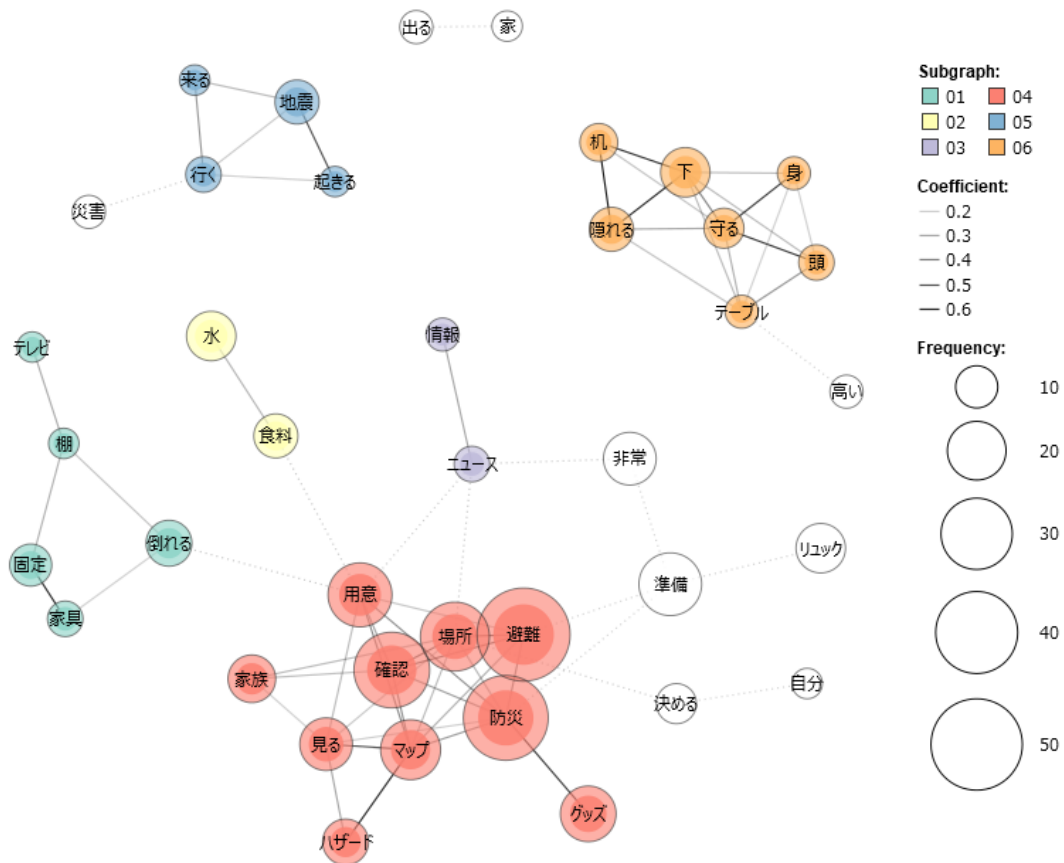 出る
家
来る
地震
行く
起きる
災害
机
下
身
隠れる
守る
頭
テーブル
高い
水
食料
情報
ニュース
非常
テレビ
棚
倒れる
固定
家具
準備
リュック
用意
場所
避難
確認
家族
防災
決める
自分
見る
マップ
グッズ
ハザード
Subgraph:
01
04
02
05
03
06
Coefficient:
0.2
0.3
0.4
0.5
0.6
Frequency:
10
20
30
40
50